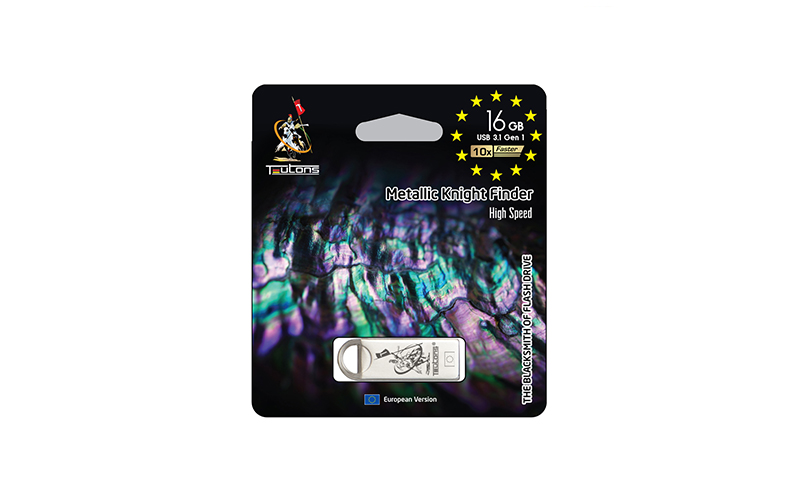 T
Teutons
16 GB
USB 3.1 Gen 1
10x Faster
Metallic Knight Finder
High Speed
THE BLACKSMITH OF FLASH DRIVE
TEUTONS ®
European Version